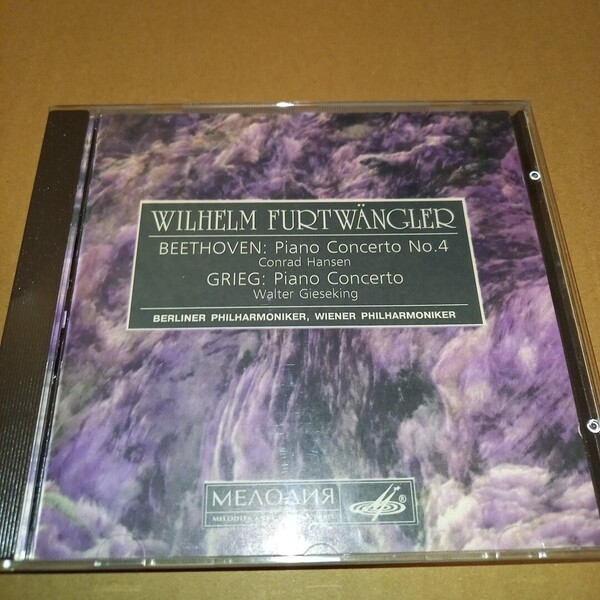 WILHELM FURTWÄNGLER
BEETHOVEN: Piano Concerto No.4
Conrad Hansen
GRIEG: Piano Concerto
Walter Gieseking
BERLINER PHILHARMONIKER, WIENER PHILHARMONIKER
МЕЛОДИЯ
®
MELODIYA